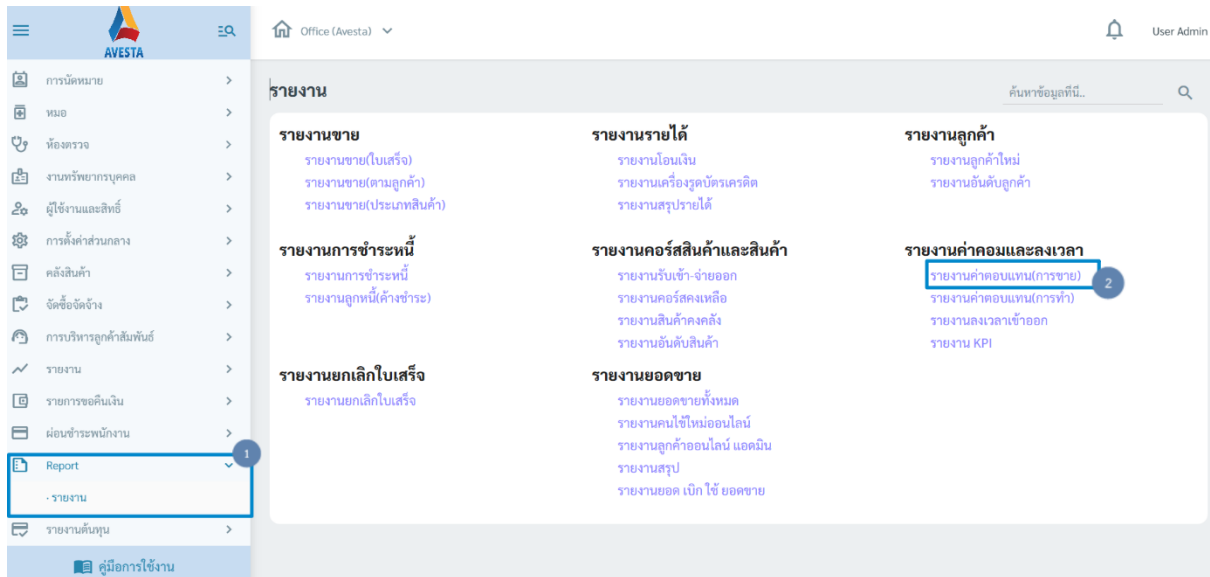 AVESTA
Office (Avesta)
User Admin
การนัดหมาย
หมอ
ห้องตรวจ
งานทรัพยากรบุคคล
ผู้ใช้งานและสิทธิ์
การตั้งค่าส่วนกลาง
คลังสินค้า
จัดซื้อจัดจ้าง
การบริหารลูกค้าสัมพันธ์
รายงาน
รายการขอคืนเงิน
ผ่อนชำระพนักงาน
1
Report
· รายงาน
รายงานต้นทุน
คู่มือการใช้งาน
รายงาน
ค้นหาข้อมูลที่นี่..
รายงานขาย
รายงานขาย(ใบเสร็จ)
รายงานขาย(ตามลูกค้า)
รายงานขาย(ประเภทสินค้า)
รายงานรายได้
รายงานโอนเงิน
รายงานเครื่องรูดบัตรเครดิต
รายงานสรุปรายได้
รายงานลูกค้า
รายงานลูกค้าใหม่
รายงานอันดับลูกค้า
รายงานการชำระหนี้
รายงานการชำระหนี้
รายงานลูกหนี้(ค้างชำระ)
รายงานคอร์สสินค้าและสินค้า
รายงานรับเข้า-จ่ายออก
รายงานคอร์สคงเหลือ
รายงานสินค้าคงคลัง
รายงานอันดับสินค้า
รายงานค่าคอมและลงเวลา
รายงานค่าตอบแทน(การขาย)
2
รายงานค่าตอบแทน(การทำ)
รายงานลงเวลาเข้าออก
รายงาน KPI
รายงานยกเลิกใบเสร็จ
รายงานยกเลิกใบเสร็จ
รายงานยอดขาย
รายงานยอดขายทั้งหมด
รายงานคนไข้ใหม่ออนไลน์
รายงานลูกค้าออนไลน์ แอดมิน
รายงานสรุป
รายงานยอด เบิก ใช้ ยอดขาย